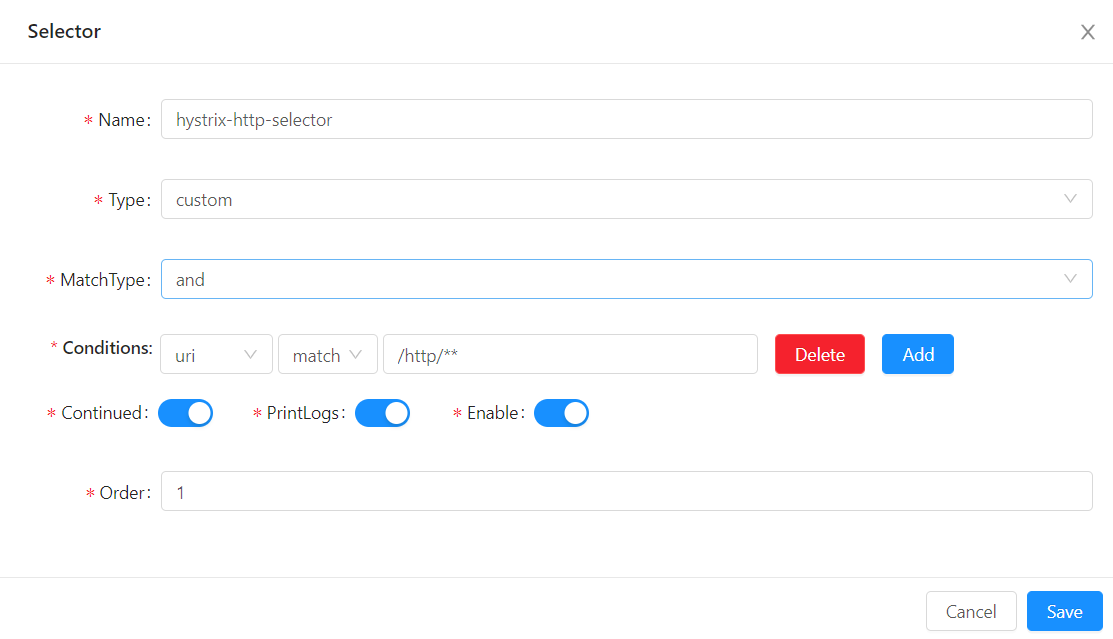 Selector
* Name: hystrix-http-selector
* Type: custom
* MatchType: and
* Conditions: uri match /http/** Delete Add
* Continued: * PrintLogs: * Enable:
* Order: 1
Cancel Save